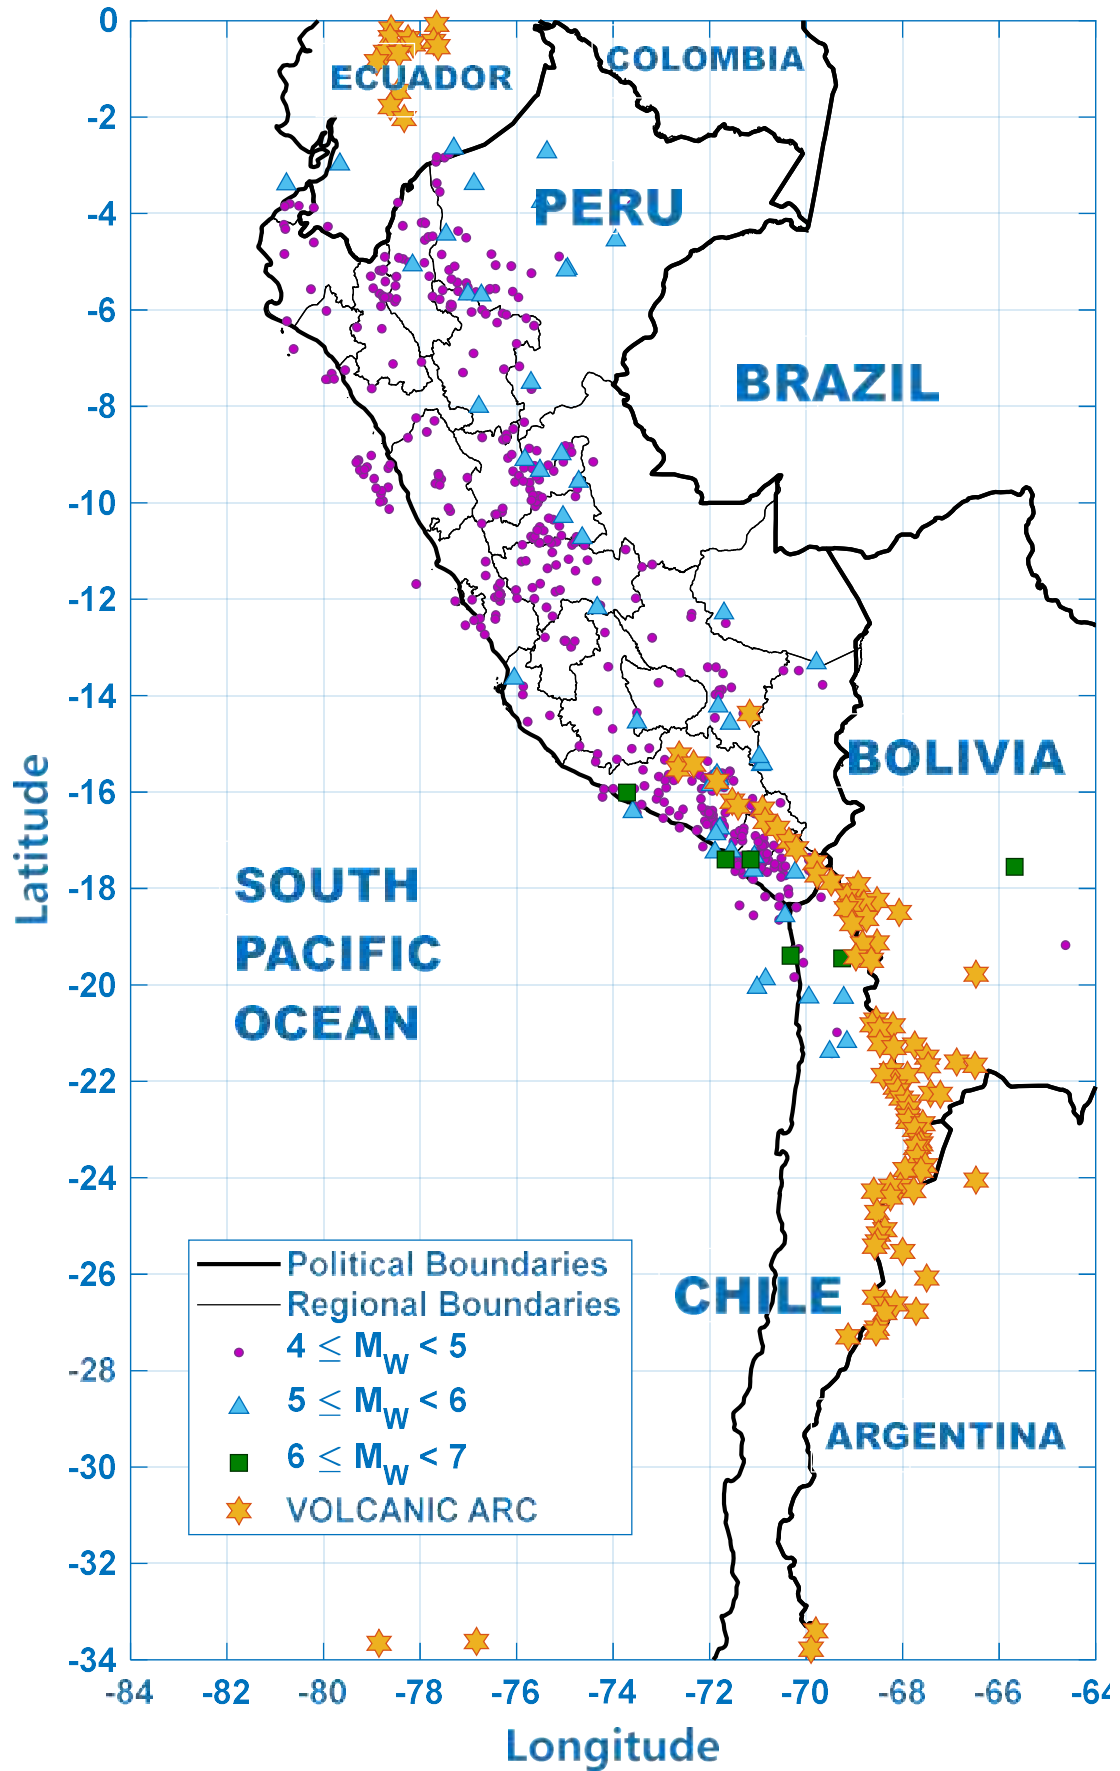 0
-2
-4
-6
-8
-10
-12
-14
-16
-18
-20
-22
-24
-26
-28
-30
-32
-34
Latitude
ECUADOR
COLOMBIA
PERU
BRAZIL
BOLIVIA
SOUTH
PACIFIC
OCEAN
CHILE
ARGENTINA
Political Boundaries
Regional Boundaries
4 ≤ MW < 5
5 ≤ MW < 6
6 ≤ MW < 7
VOLCANIC ARC
-84 -82 -80 -78 -76 -74 -72 -70 -68 -66 -64
Longitude